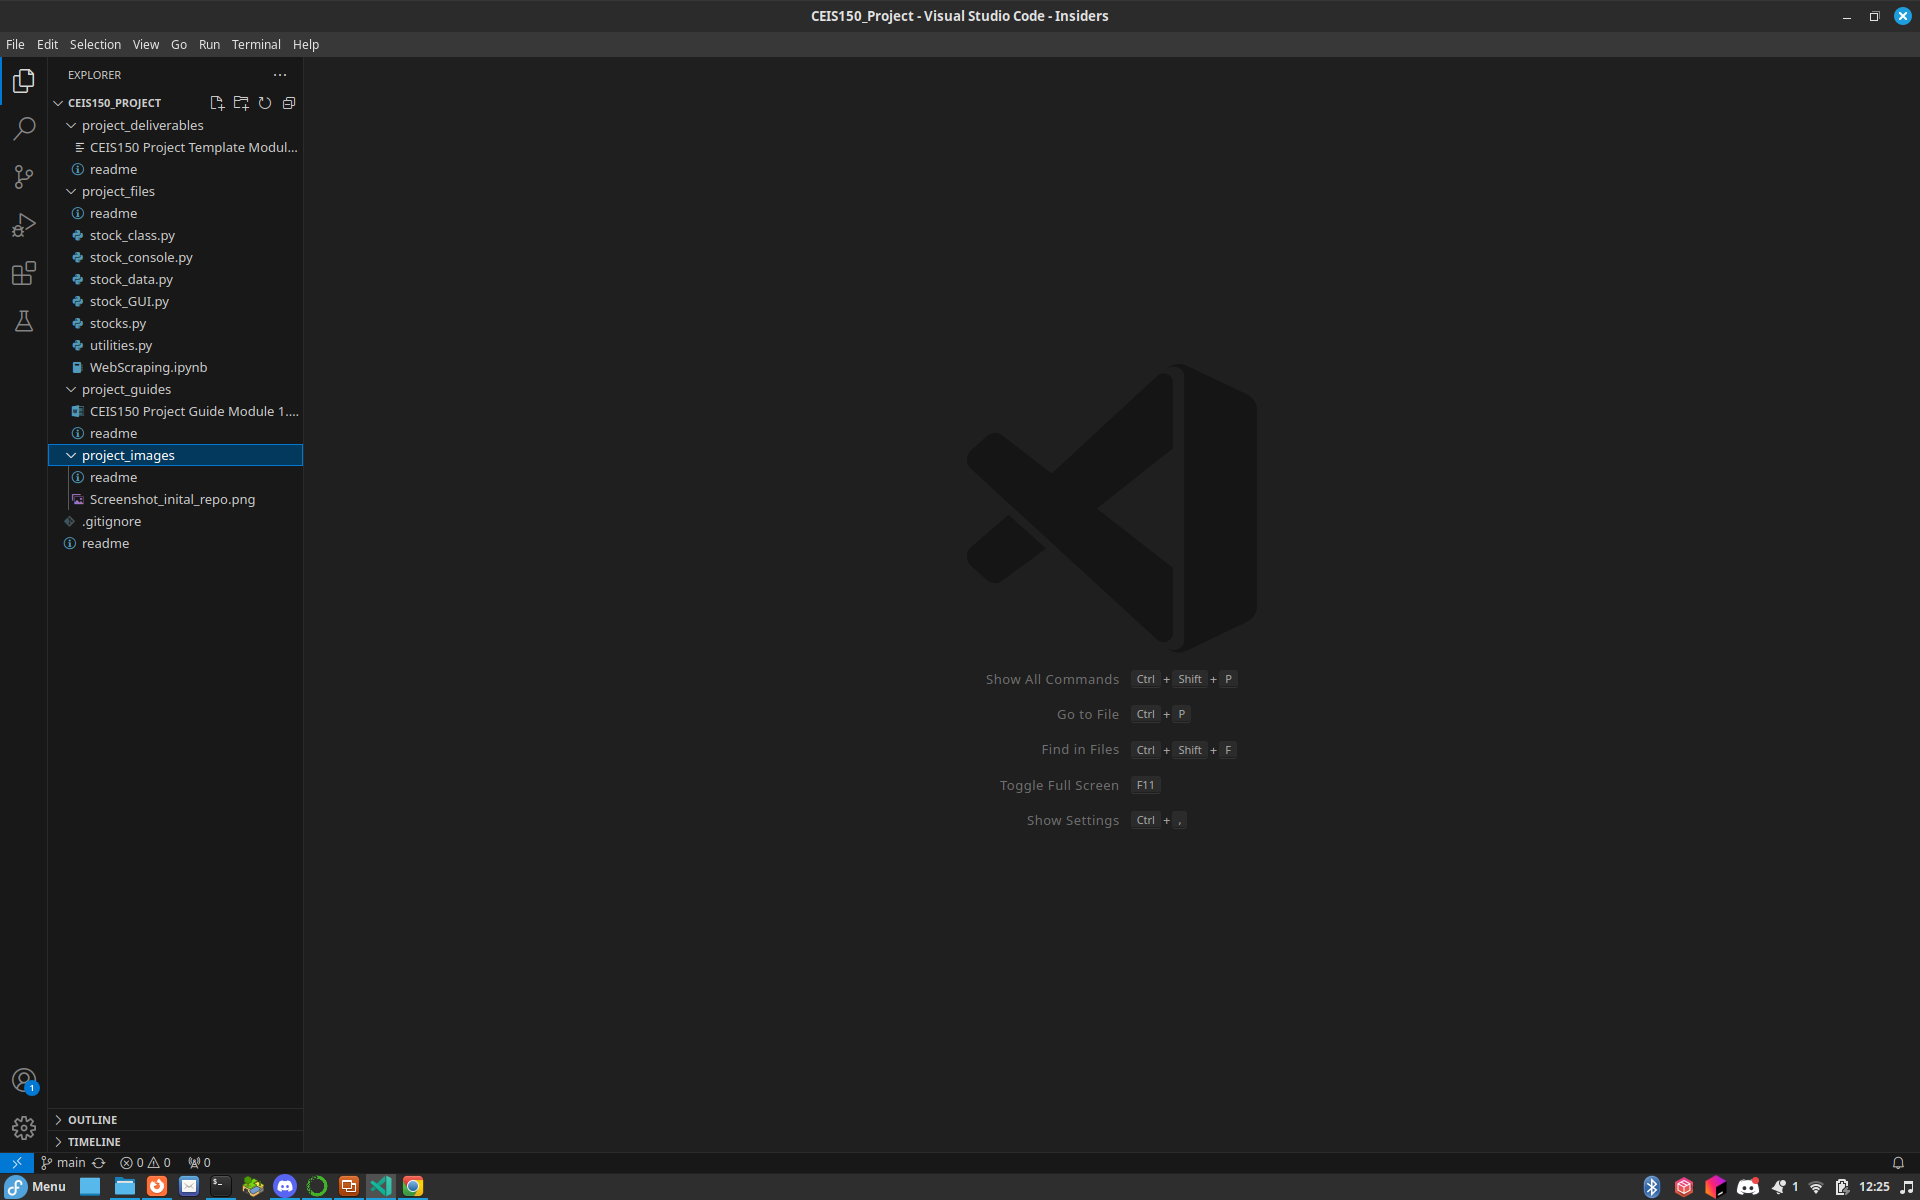 CEIS150_Project - Visual Studio Code - Insiders
File Edit Selection View Go Run Terminal Help
EXPLORER
CEIS150_PROJECT
project_deliverables
CEIS150 Project Template Modul...
readme
project_files
readme
stock_class.py
stock_console.py
stock_data.py
stock_GUI.py
stocks.py
utilities.py
WebScraping.ipynb
project_guides
CEIS150 Project Guide Module 1....
readme
project_images
readme
Screenshot_inital_repo.png
.gitignore
readme
Show All Commands Ctrl + Shift + P
Go to File Ctrl + P
Find in Files Ctrl + Shift + F
Toggle Full Screen F11
Show Settings Ctrl + ,
1
OUTLINE
TIMELINE
main 0 0 0
Menu 1 12:25